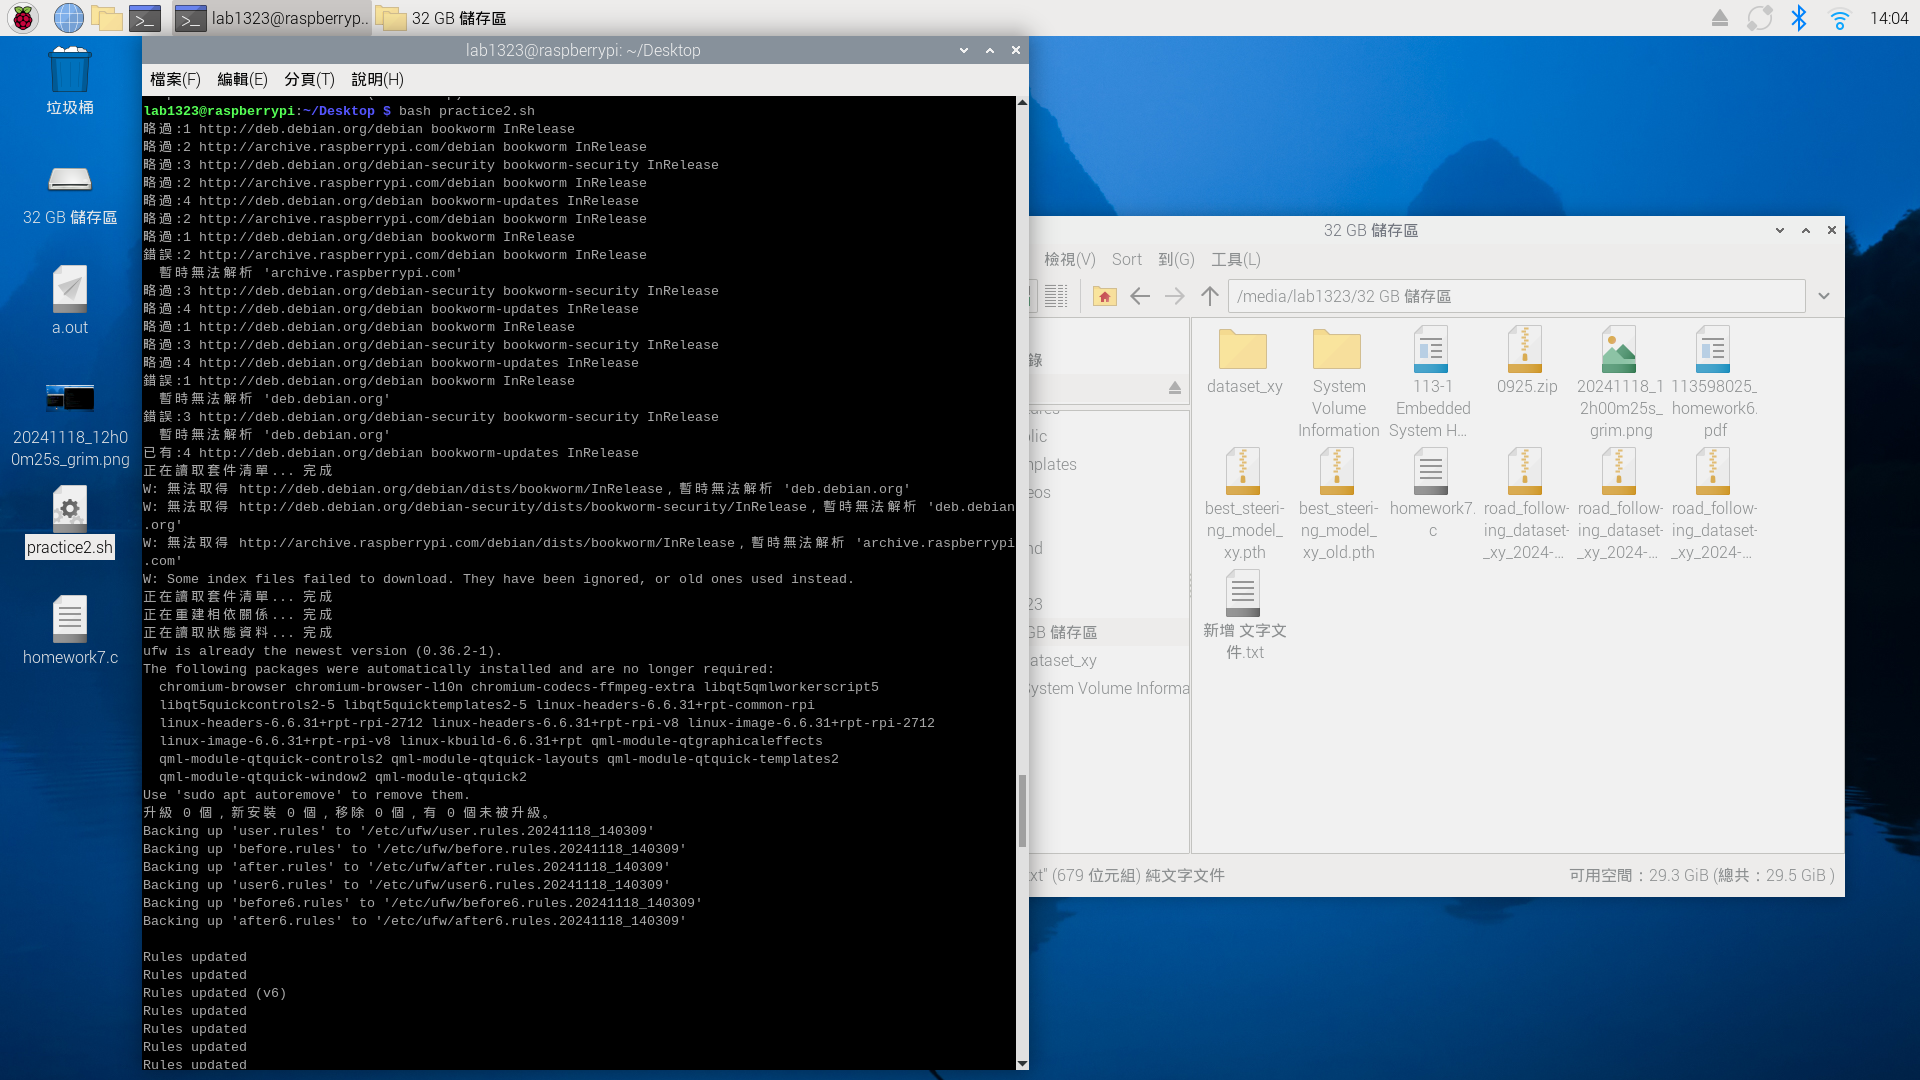 lab1323@raspberryp..
32 GB 儲存區
14:04
垃圾桶
32 GB 儲存區
a.out
20241118_12h0
0m25s_grim.png
practice2.sh
homework7.c
lab1323@raspberrypi: ~/Desktop
檔案(F) 編輯(E) 分頁(T) 說明(H)
lab1323@raspberrypi:~/Desktop $ bash practice2.sh
略過:1 http://deb.debian.org/debian bookworm InRelease
略過:2 http://archive.raspberrypi.com/debian bookworm InRelease
略過:3 http://deb.debian.org/debian-security bookworm-security InRelease
略過:2 http://archive.raspberrypi.com/debian bookworm InRelease
略過:4 http://deb.debian.org/debian bookworm-updates InRelease
略過:2 http://archive.raspberrypi.com/debian bookworm InRelease
略過:1 http://deb.debian.org/debian bookworm InRelease
錯誤:2 http://archive.raspberrypi.com/debian bookworm InRelease
暫時無法解析 'archive.raspberrypi.com'
略過:3 http://deb.debian.org/debian-security bookworm-security InRelease
略過:4 http://deb.debian.org/debian bookworm-updates InRelease
略過:1 http://deb.debian.org/debian bookworm InRelease
略過:3 http://deb.debian.org/debian-security bookworm-security InRelease
略過:4 http://deb.debian.org/debian bookworm-updates InRelease
錯誤:1 http://deb.debian.org/debian bookworm InRelease
暫時無法解析 'deb.debian.org'
錯誤:3 http://deb.debian.org/debian-security bookworm-security InRelease
暫時無法解析 'deb.debian.org'
已有:4 http://deb.debian.org/debian bookworm-updates InRelease
正在讀取套件清單... 完成
W: 無法取得 http://deb.debian.org/debian/dists/bookworm/InRelease，暫時無法解析 'deb.debian.org'
W: 無法取得 http://deb.debian.org/debian-security/dists/bookworm-security/InRelease，暫時無法解析 'deb.debian
.org'
W: 無法取得 http://archive.raspberrypi.com/debian/dists/bookworm/InRelease，暫時無法解析 'archive.raspberrypi
.com'
W: Some index files failed to download. They have been ignored, or old ones used instead.
正在讀取套件清單... 完成
正在重建相依關係... 完成
正在讀取狀態資料... 完成
ufw is already the newest version (0.36.2-1).
The following packages were automatically installed and are no longer required:
chromium-browser chromium-browser-l10n chromium-codecs-ffmpeg-extra libqt5qmlworkerscript5
libqt5quickcontrols2-5 libqt5quicktemplates2-5 linux-headers-6.6.31+rpt-common-rpi
linux-headers-6.6.31+rpt-rpi-2712 linux-headers-6.6.31+rpt-rpi-v8 linux-image-6.6.31+rpt-rpi-2712
linux-image-6.6.31+rpt-rpi-v8 linux-kbuild-6.6.31+rpt qml-module-qtgraphicaleffects
qml-module-qtquick-controls2 qml-module-qtquick-layouts qml-module-qtquick-templates2
qml-module-qtquick-window2 qml-module-qtquick2
Use 'sudo apt autoremove' to remove them.
升級 0 個，新安裝 0 個，移除 0 個，有 0 個未被升級。
Backing up 'user.rules' to '/etc/ufw/user.rules.20241118_140309'
Backing up 'before.rules' to '/etc/ufw/before.rules.20241118_140309'
Backing up 'after.rules' to '/etc/ufw/after.rules.20241118_140309'
Backing up 'user6.rules' to '/etc/ufw/user6.rules.20241118_140309'
Backing up 'before6.rules' to '/etc/ufw/before6.rules.20241118_140309'
Backing up 'after6.rules' to '/etc/ufw/after6.rules.20241118_140309'
Rules updated
Rules updated
Rules updated (v6)
Rules updated
Rules updated
Rules updated
Rules updated
32 GB 儲存區
檢視(V) Sort 到(G) 工具(L)
/media/lab1323/32 GB 儲存區
錄
lic
mplates
eos
nd
23
GB 儲存區
ataset_xy
System Volume Informa
dataset_xy
System
Volume
Information
113-1
Embedded
System H...
0925.zip
20241118_1
2h00m25s_
grim.png
113598025_
homework6.
pdf
best_steeri-
ng_model_
xy.pth
best_steeri-
ng_model_
xy_old.pth
homework7.
c
road_follow-
ing_dataset-
_xy_2024-...
road_follow-
ing_dataset-
_xy_2024-...
road_follow-
ing_dataset-
_xy_2024-...
新增 文字文
件.txt
xt" (679 位元組) 純文字文件
可用空間：29.3 GiB (總共：29.5 GiB )